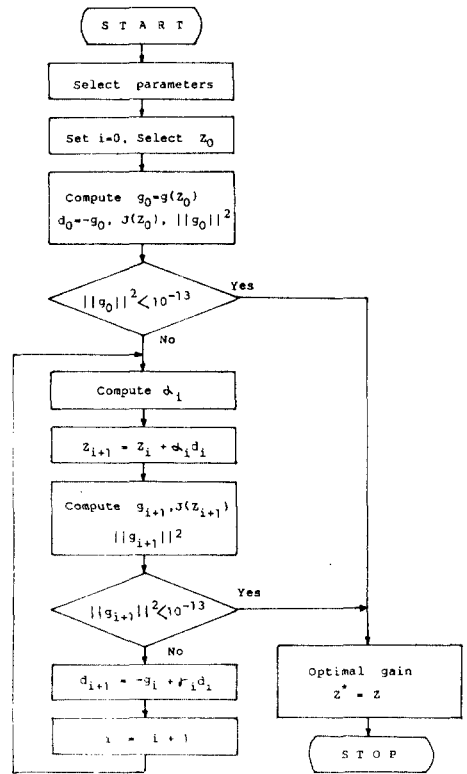 S T A R T
Select parameters
Set i=0, Select Z₀
Compute g₀=g(Z₀)
d₀=-g₀, J(Z₀), ||g₀||²
||g₀||²<10⁻¹³
Yes
No
Compute αᵢ
Zᵢ₊₁ = Zᵢ + αᵢdᵢ
Compute gᵢ₊₁,J(Zᵢ₊₁)
||gᵢ₊₁||²
||gᵢ₊₁||²<10⁻¹³
Yes
No
dᵢ₊₁ = -gᵢ + γᵢdᵢ
i = i + 1
Optimal gain
Z* = Z
S T O P